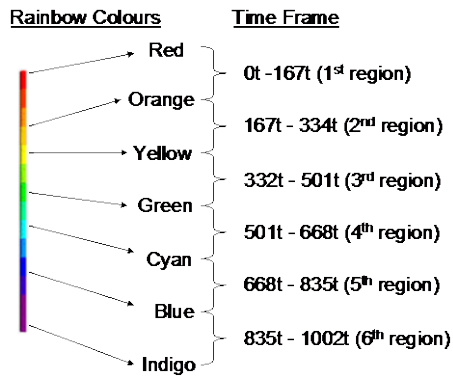 Rainbow Colours Time Frame
Red
0t -167t (1st region)
Orange
167t - 334t (2nd region)
Yellow
332t - 501t (3rd region)
Green
501t - 668t (4th region)
Cyan
668t - 835t (5th region)
Blue
835t - 1002t (6th region)
Indigo